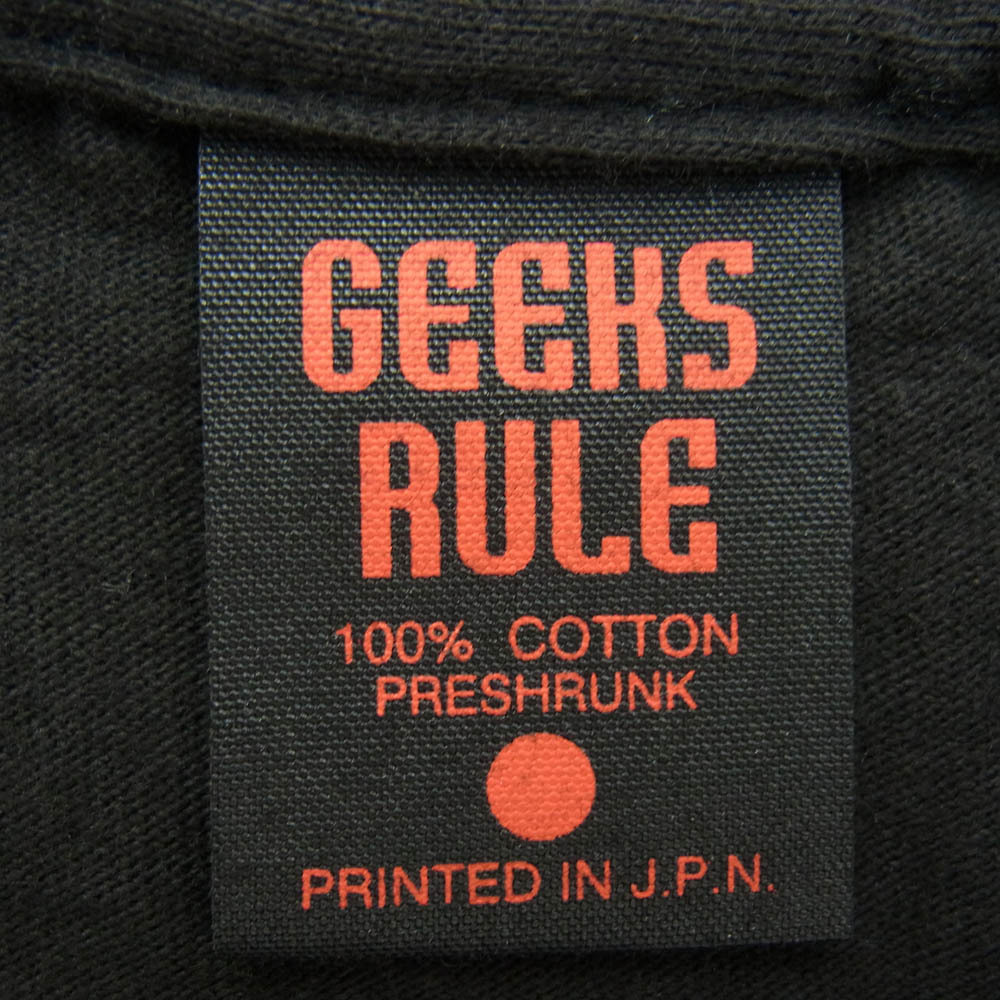 GEEKS
RULE
100% COTTON
PRESHRUNK
PRINTED IN J.P.N.